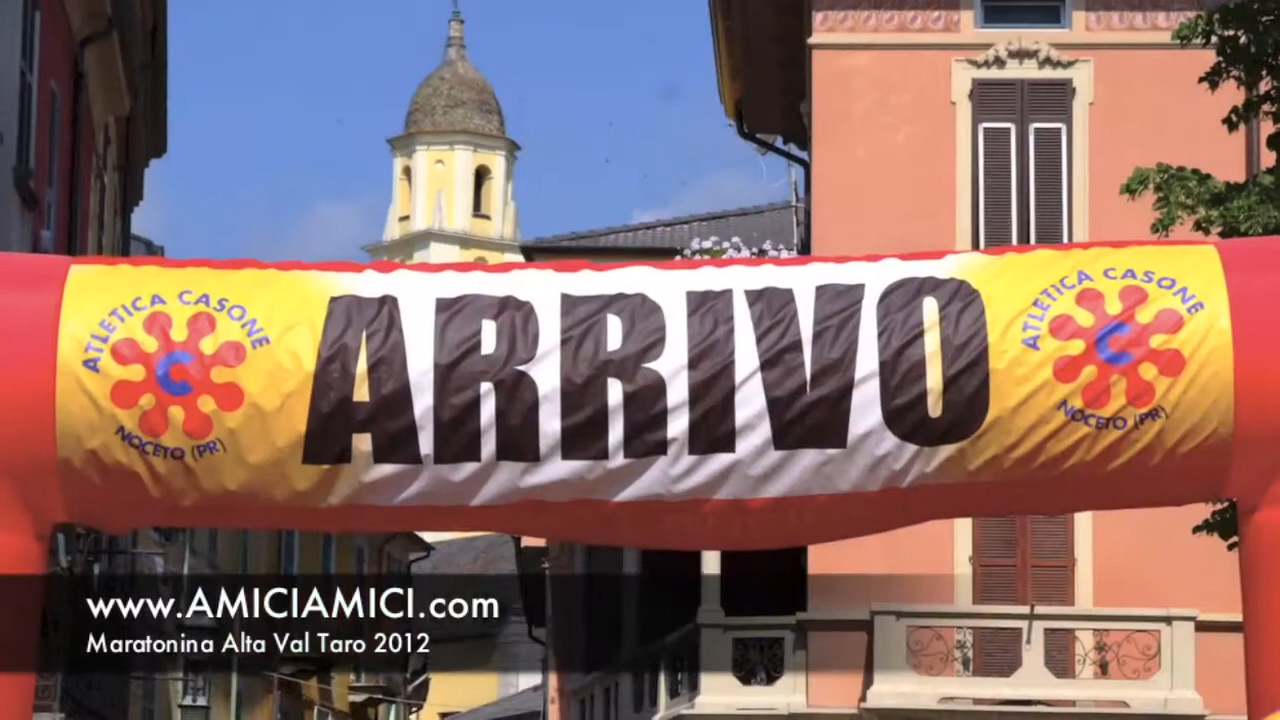 ATLETICA CASONE
C
NOCETO (PR)
ARRIVO
ATLETICA CASONE
C
NOCETO (PR)
www.AMICIAMICI.com
Maratonina Alta Val Taro 2012